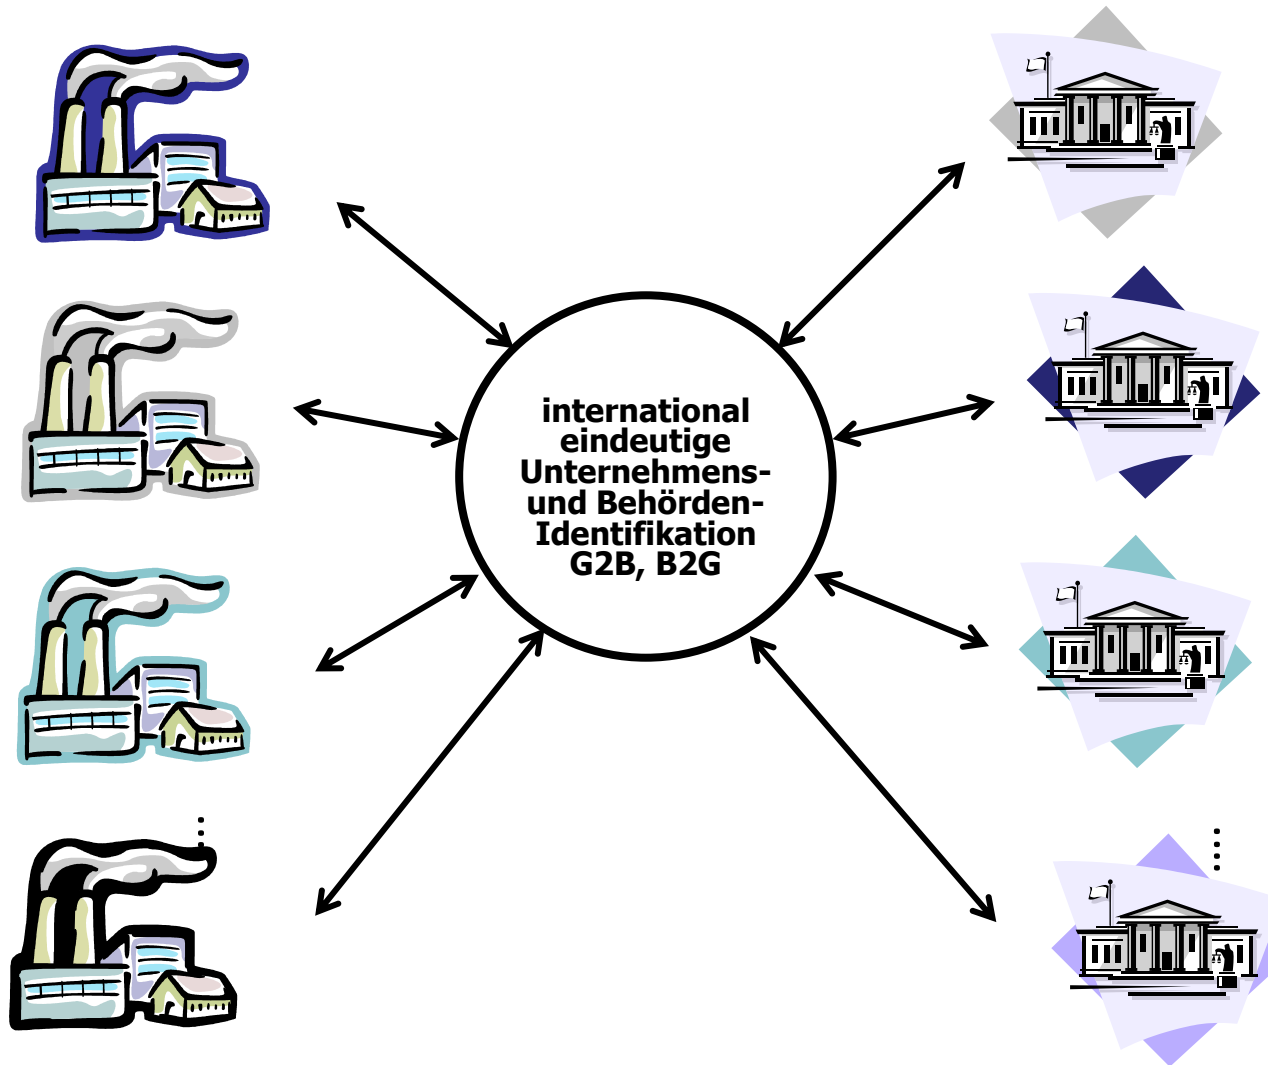 international
eindeutige
Unternehmens-
und Behörden-
Identifikation
G2B, B2G